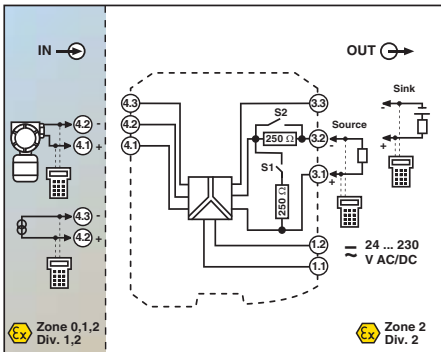 IN
OUT
S2
Sink
Source
4.3
4.2
4.1
3.3
3.2
3.1
250 Ω
S1
250 Ω
4.2 -
4.1 +
4.3 -
4.2 +
-
+
-
+
1.2
1.1
24 ... 230
V AC/DC
Ex
Zone 0,1,2
Div. 1,2
Ex
Zone 2
Div. 2